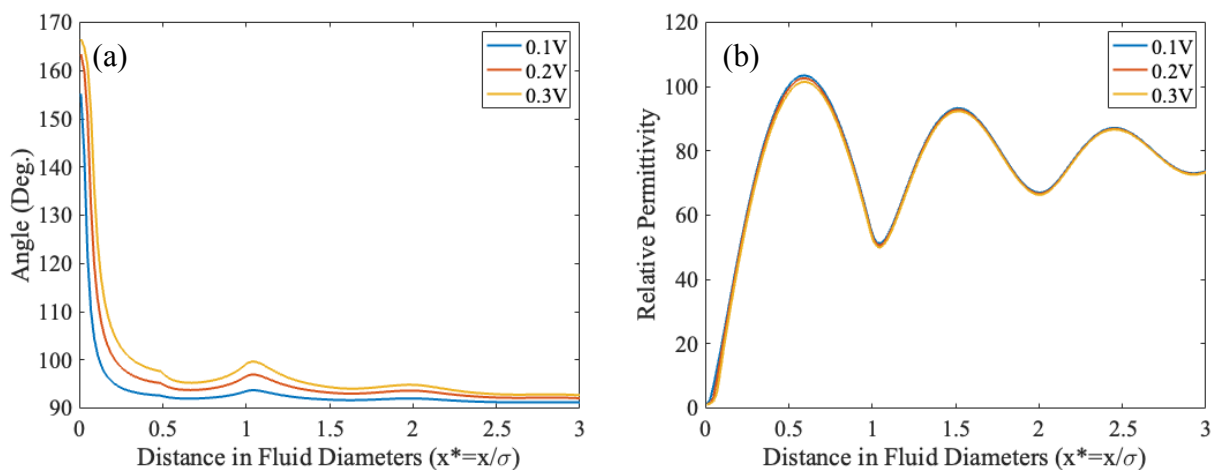 (a)
0.1V
0.2V
0.3V
170
160
150
140
130
120
110
100
90
Angle (Deg.)
0
0.5
1
1.5
2
2.5
3
Distance in Fluid Diameters (x*=x/σ)
(b)
0.1V
0.2V
0.3V
120
100
80
60
40
20
0
Relative Permittivity
0
0.5
1
1.5
2
2.5
3
Distance in Fluid Diameters (x*=x/σ)